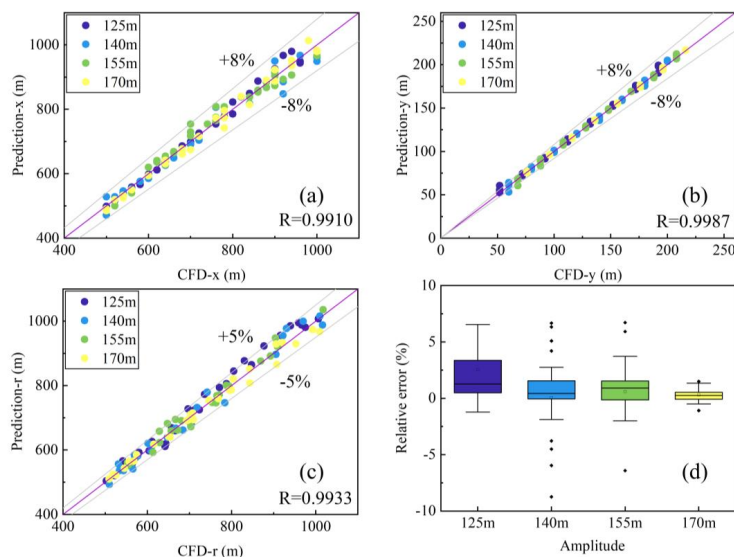 1000
800
600
400
Prediction-x (m)
125m
140m
155m
170m
+8%
-8%
(a)
R=0.9910
400
600
800
1000
CFD-x (m)
250
200
150
100
50
0
Prediction-y (m)
125m
140m
155m
170m
+8%
-8%
(b)
R=0.9987
0
50
100
150
200
250
CFD-y (m)
1000
800
600
400
Prediction-r (m)
125m
140m
155m
170m
+5%
-5%
(c)
R=0.9933
400
600
800
1000
CFD-r (m)
10
5
0
-5
-10
Relative error (%)
(d)
125m
140m
155m
170m
Amplitude